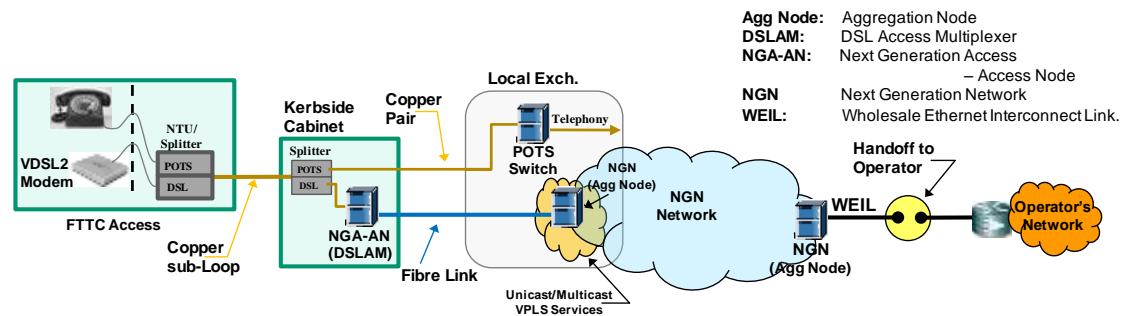 Agg Node: Aggregation Node
DSLAM: DSL Access Multiplexer
NGA-AN: Next Generation Access
– Access Node
NGN Next Generation Network
WEIL: Wholesale Ethernet Interconnect Link.
VDSL2
Modem
NTU/
Splitter
POTS
DSL
FTTC Access
Copper
sub-Loop
Kerbside
Cabinet
Splitter
POTS
DSL
NGA-AN
(DSLAM)
Copper
Pair
Fibre Link
Local Exch.
Telephony
POTS
Switch
NGN
(Agg Node)
Unicast/Multicast
VPLS Services
NGN
Network
NGN
(Agg Node)
WEIL
Handoff to
Operator
Operator's
Network